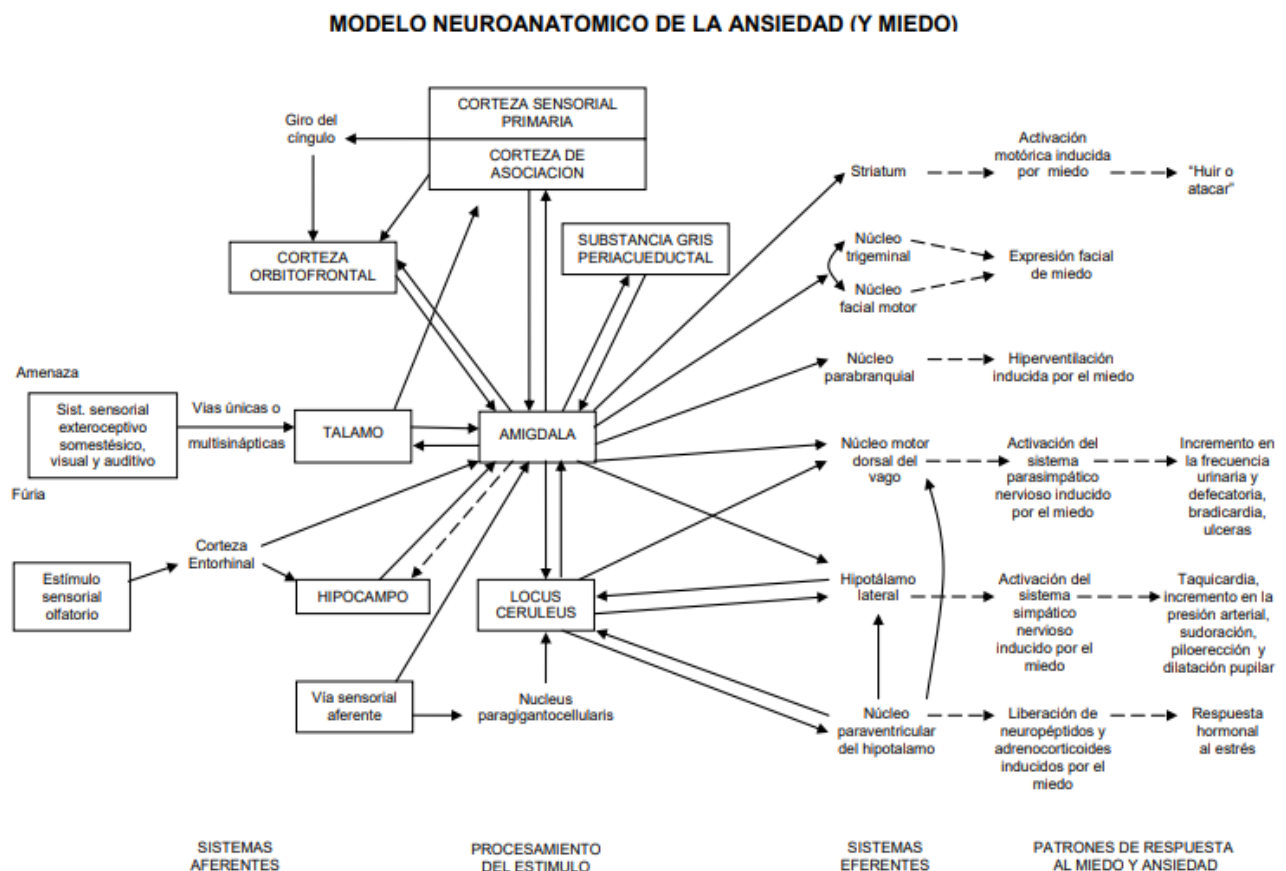 MODELO NEUROANATOMICO DE LA ANSIEDAD (Y MIEDO)
CORTEZA SENSORIAL
PRIMARIA
CORTEZA DE
ASOCIACION
Giro del
cíngulo
CORTEZA
ORBITOFRONTAL
SUBSTANCIA GRIS
PERIACUEDUCTAL
Striatum
Activación
motórica inducida
por miedo
"Huir o
atacar"
Núcleo
trigeminal
Núcleo
facial motor
Expresión facial
de miedo
Núcleo
parabranquial
Hiperventilación
inducida por el miedo
Amenaza
Sist. sensorial
exteroceptivo
somestésico,
visual y auditivo
Fúria
Vias únicas o
multisinápticas
TALAMO
AMIGDALA
Núcleo motor
dorsal del
vago
Activación del
sistema
parasimpático
nervioso inducido
por el miedo
Incremento en
la frecuencia
urinaria y
defecatoria,
bradicardia,
ulceras
Estímulo
sensorial
olfatorio
Corteza
Entorhinal
HIPOCAMPO
LOCUS
CERULEUS
Hipotálamo
lateral
Activación del
sistema
simpático
nervioso
inducido por el
miedo
Taquicardia,
incremento en la
presión arterial,
sudoración,
piloerección y
dilatación pupilar
Vía sensorial
aferente
Nucleus
paragigantocellularis
Núcleo
paraventricular
del hipotalamo
Liberación de
neuropéptidos y
adrenocorticoides
inducidos por el
miedo
Respuesta
hormonal
al estrés
SISTEMAS
AFERENTES
PROCESAMIENTO
DEL ESTIMULO
SISTEMAS
EFERENTES
PATRONES DE RESPUESTA
AL MIEDO Y ANSIEDAD